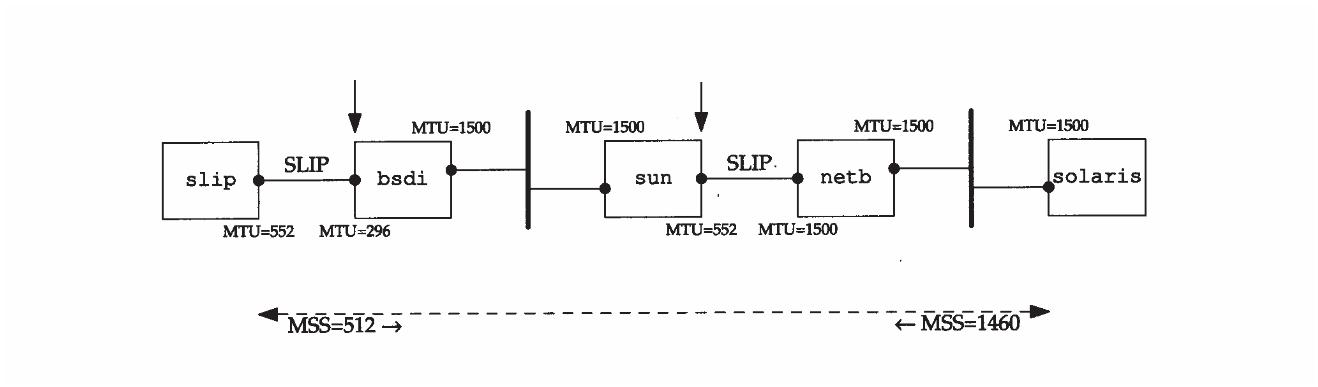 MTU=1500 MTU=1500 MTU=1500 MTU=1500
slip SLIP bsdi sun SLIP netb solaris
MTU=552 MTU=296 MTU=552 MTU=1500
MSS=512 → ← MSS=1460